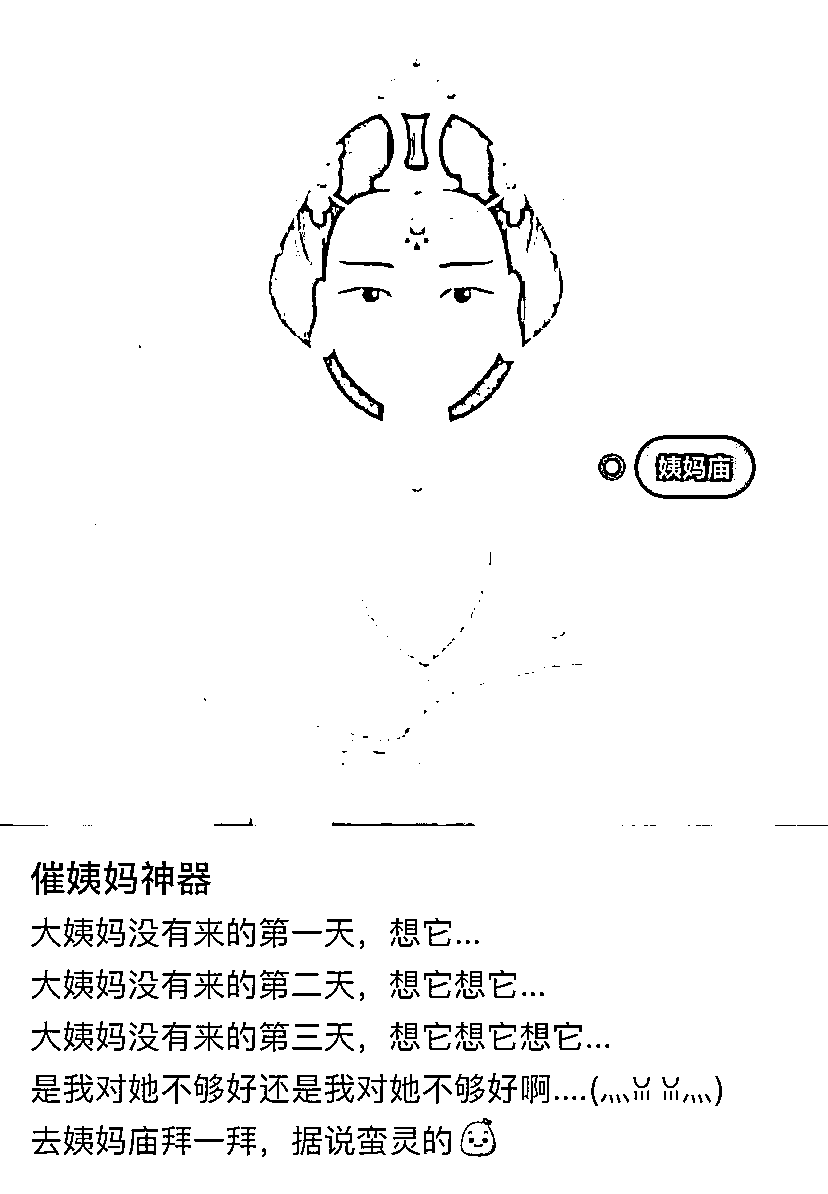 姨妈庙
催姨妈神器
大姨妈没有来的第一天，想它...
大姨妈没有来的第二天，想它想它...
大姨妈没有来的第三天，想它想它想它...
是我对她不够好还是我对她不够好啊....(灬ꈍ ꈍ灬)
去姨妈庙拜一拜，据说蛮灵的